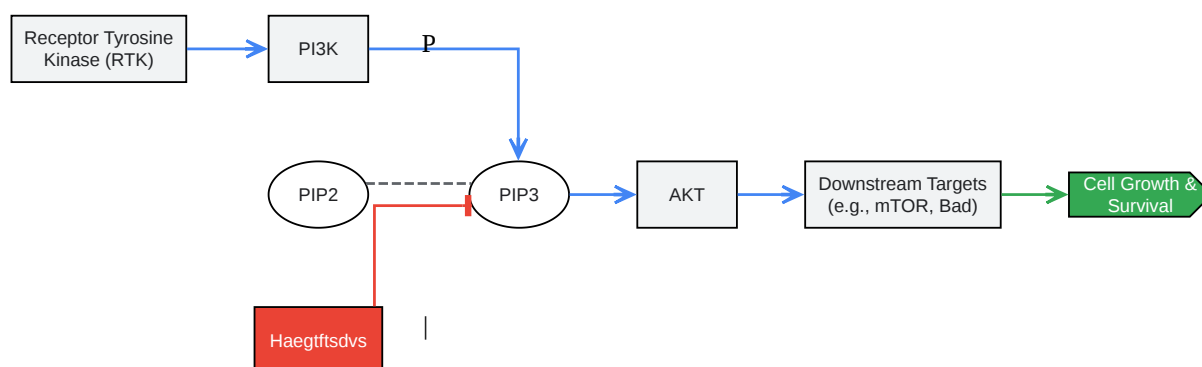 Receptor Tyrosine
Kinase (RTK)
PI3K
P
PIP2
PIP3
AKT
Downstream Targets
(e.g., mTOR, Bad)
Cell Growth &
Survival
Haegtftsdvs
|